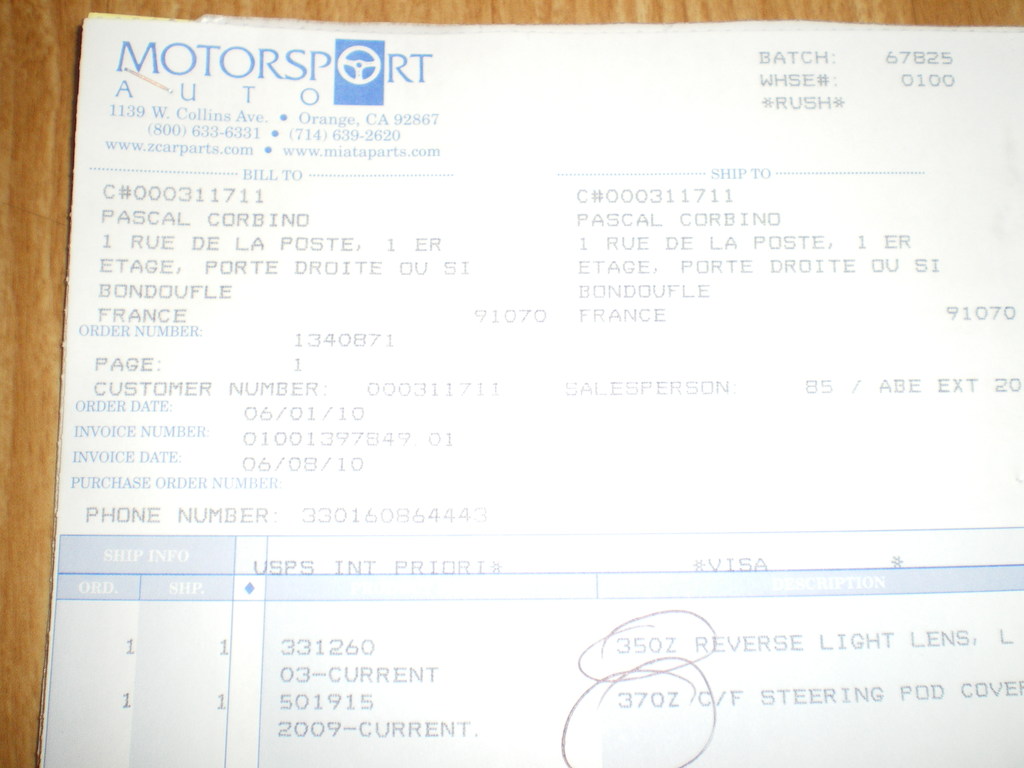 MOTORSPORT
AUTO
1139 W. Collins Ave. • Orange, CA 92867
(800) 633-6331 • (714) 639-2620
www.zcarparts.com • www.miataparts.com
BATCH: 67825
WHSE#: 0100
*RUSH*
BILL TO
C#000311711
PASCAL CORBINO
1 RUE DE LA POSTE, 1 ER
ETAGE, PORTE DROITE OU SI
BONDOUFLE
FRANCE 91070
SHIP TO
C#000311711
PASCAL CORBINO
1 RUE DE LA POSTE, 1 ER
ETAGE, PORTE DROITE OU SI
BONDOUFLE
FRANCE 91070
ORDER NUMBER: 1340871
PAGE: 1
CUSTOMER NUMBER: 000311711 SALESPERSON: 85 / ABE EXT 20
ORDER DATE: 06/01/10
INVOICE NUMBER: 01001397849 01
INVOICE DATE: 06/08/10
PURCHASE ORDER NUMBER:
PHONE NUMBER: 330160864443
SHIP INFO USPS INT PRIORI* *VISA *
ORD. SHP. DESCRIPTION
1 1 331260 350Z REVERSE LIGHT LENS, L
03-CURRENT
1 1 501915 370Z C/F STEERING POD COVER
2009-CURRENT.